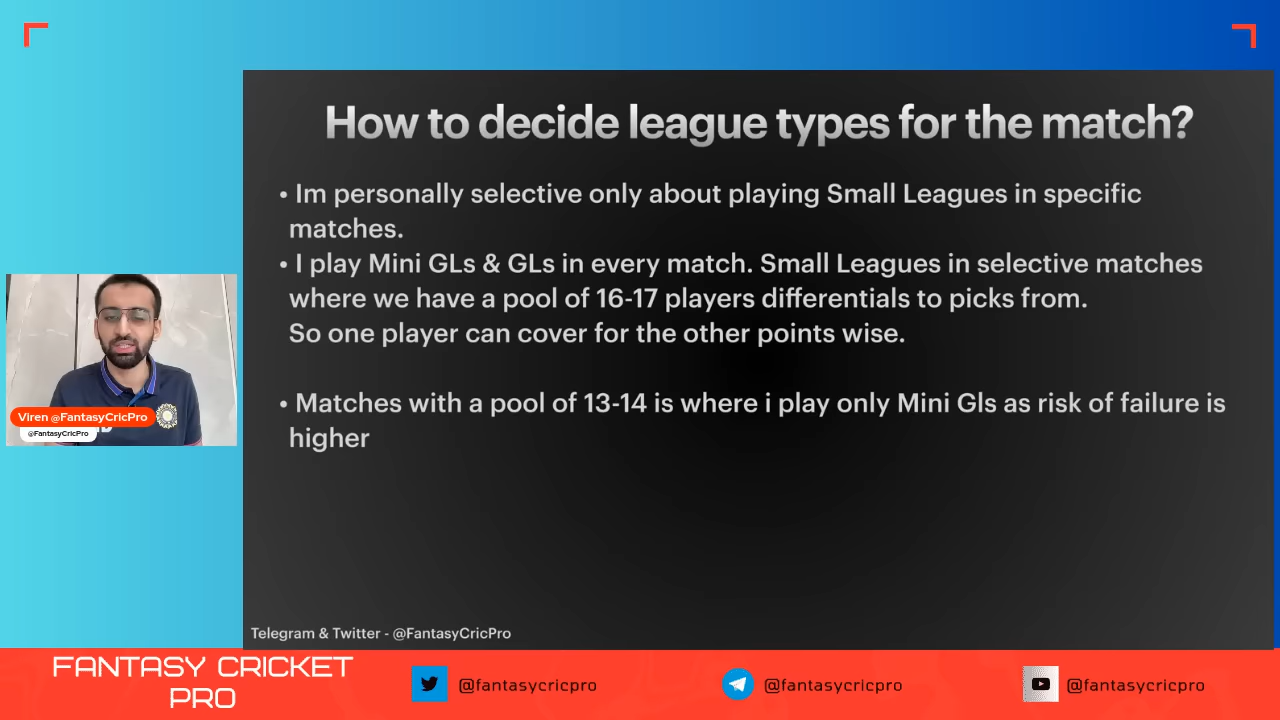 How to decide league types for the match?
• Im personally selective only about playing Small Leagues in specific
matches.
• I play Mini GLs & GLs in every match. Small Leagues in selective matches
where we have a pool of 16-17 players differentials to picks from.
So one player can cover for the other points wise.
• Matches with a pool of 13-14 is where i play only Mini Gls as risk of failure is
higher
Viren @FantasyCricPro
@FantasyCricPro
Telegram & Twitter - @FantasyCricPro
FANTASY CRICKET
PRO
@fantasycricpro
@fantasycricpro
@fantasycricpro